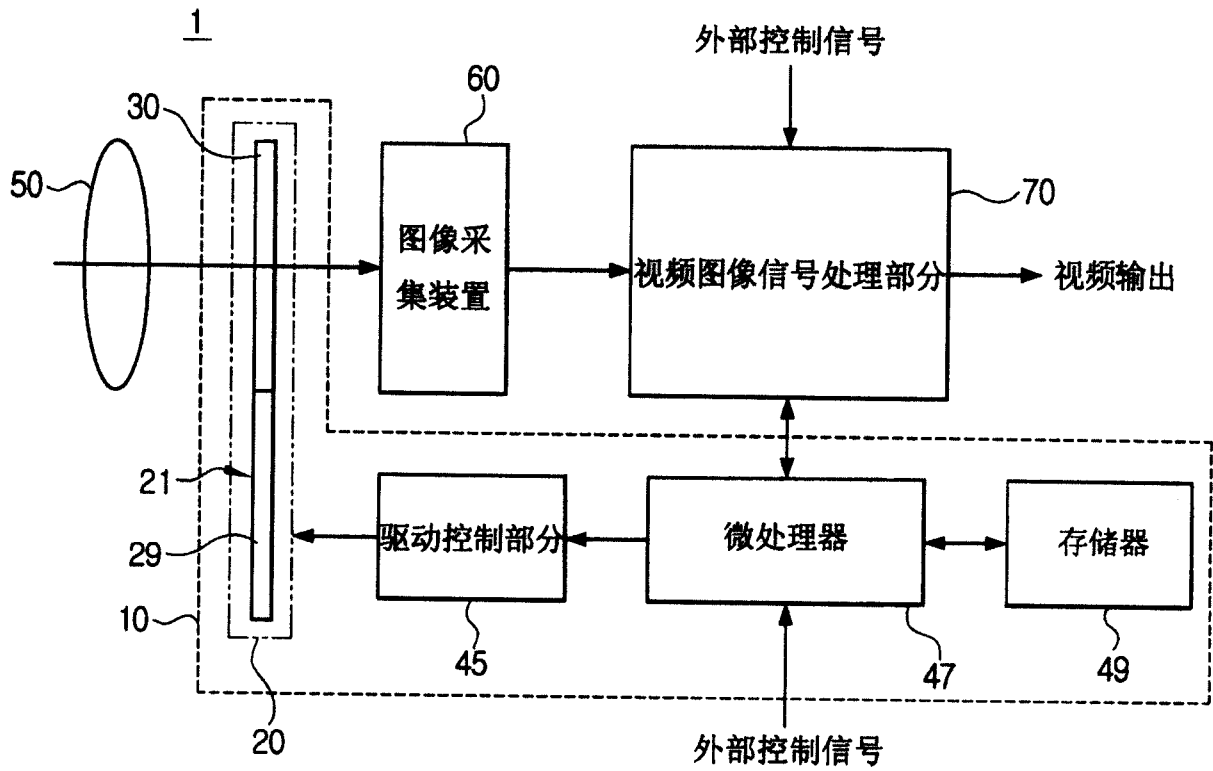 1
外部控制信号
30
60
50
70
图像采
集装置
视频图像信号处理部分
视频输出
21
29
驱动控制部分
微处理器
存储器
10
20
45
47
49
外部控制信号